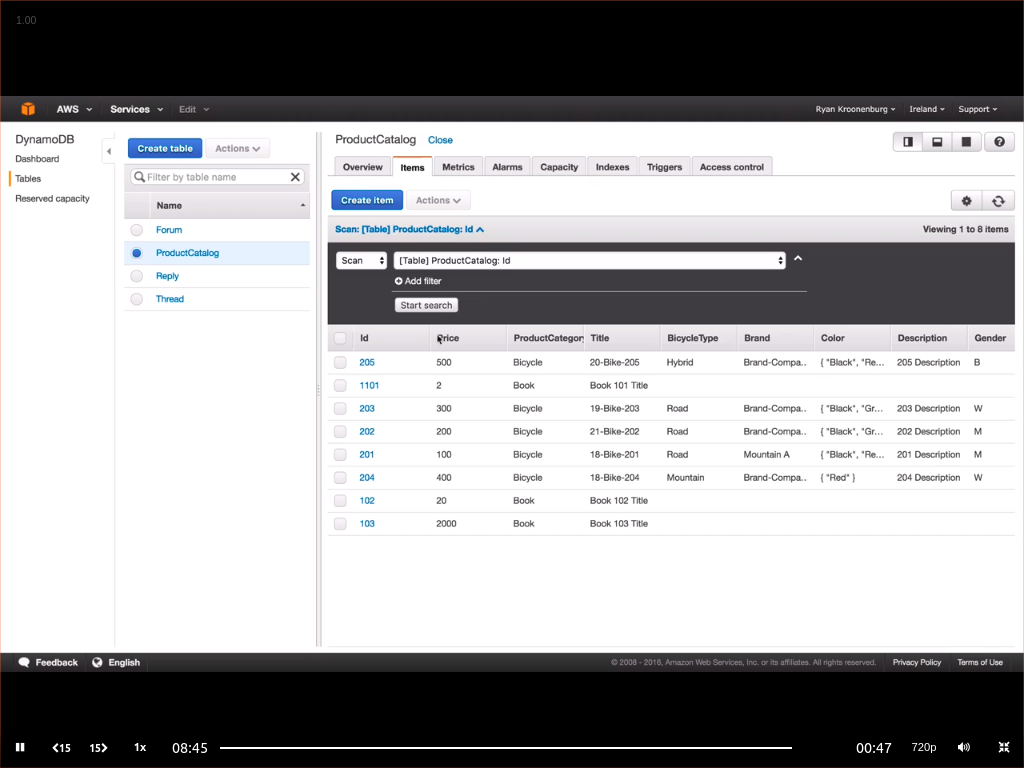 1.00
AWS Services Edit Ryan Kroonenburg Ireland Support
DynamoDB
Dashboard
Tables
Reserved capacity
Create table Actions
Filter by table name
Name
Forum
ProductCatalog
Reply
Thread
ProductCatalog Close
Overview Items Metrics Alarms Capacity Indexes Triggers Access control
Create item Actions
Scan: [Table] ProductCatalog: Id Viewing 1 to 8 items
Scan [Table] ProductCatalog: Id
Add filter
Start search
Id Price ProductCategory Title BicycleType Brand Color Description Gender
205 500 Bicycle 20-Bike-205 Hybrid Brand-Compa.. { "Black", "Re... 205 Description B
1101 2 Book Book 101 Title
203 300 Bicycle 19-Bike-203 Road Brand-Compa.. { "Black", "Gr... 203 Description W
202 200 Bicycle 21-Bike-202 Road Brand-Compa.. { "Black", "Gr... 202 Description M
201 100 Bicycle 18-Bike-201 Road Mountain A { "Black", "Re... 201 Description M
204 400 Bicycle 18-Bike-204 Mountain Brand-Compa.. { "Red" } 204 Description W
102 20 Book Book 102 Title
103 2000 Book Book 103 Title
Feedback English © 2008 - 2016, Amazon Web Services, Inc. or its affiliates. All rights reserved. Privacy Policy Terms of Use
15 15 1x 08:45 00:47 720p